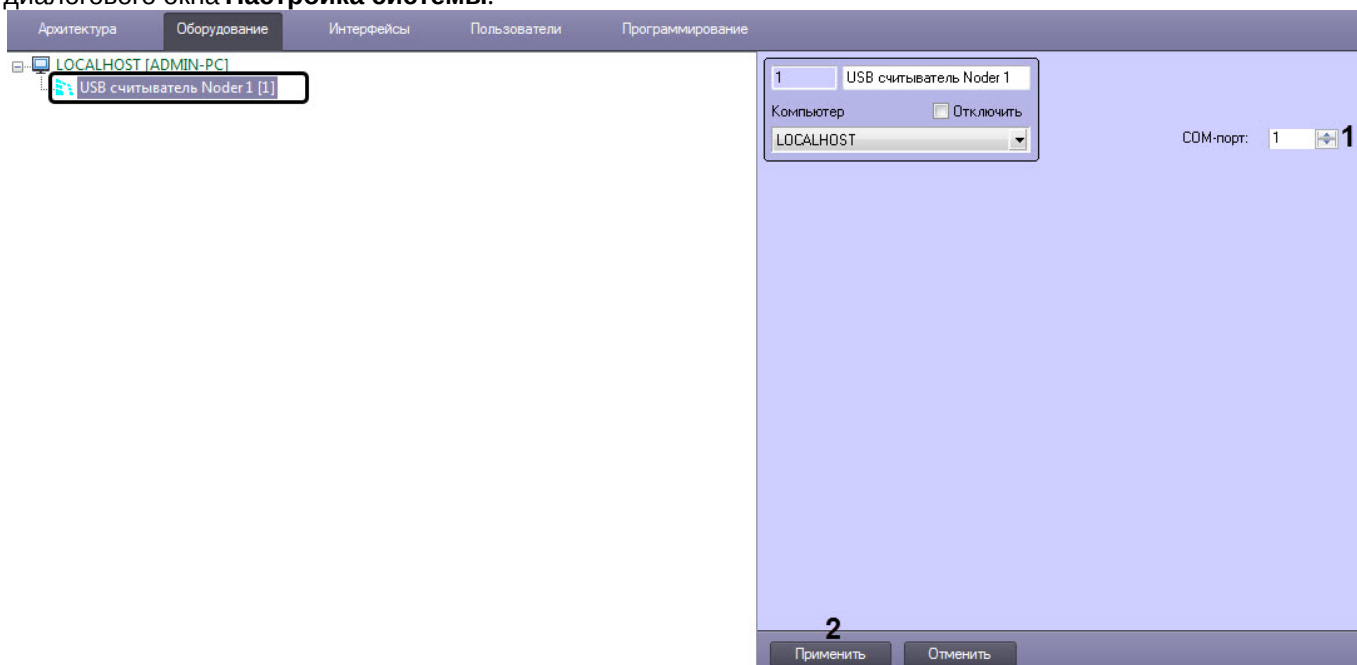 диалогового окна Настройка системы.
Архитектура Оборудование Интерфейсы Пользователи Программирование
LOCALHOST [ADMIN-PC]
USB считыватель Noder 1 [1]
1 USB считыватель Noder 1
Компьютер Отключить
LOCALHOST
COM-порт: 1 1
2
Применить Отменить